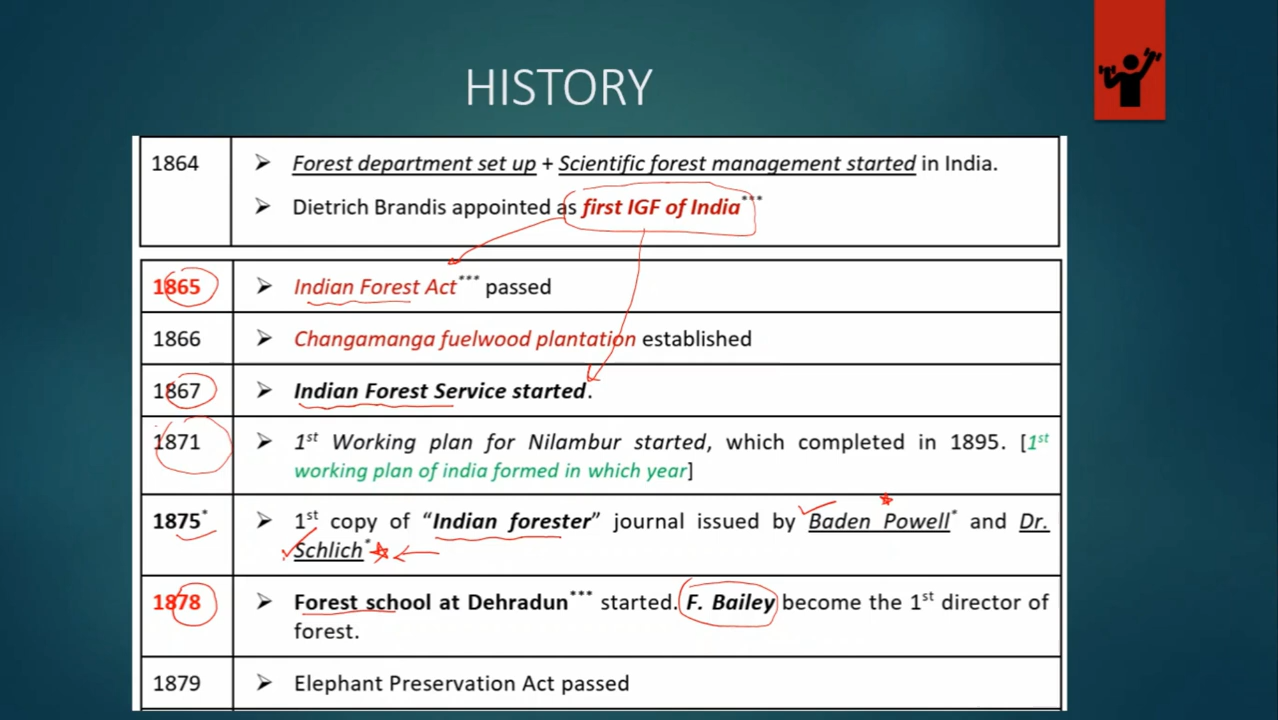 HISTORY
1864 ➢ Forest department set up + Scientific forest management started in India.
➢ Dietrich Brandis appointed as first IGF of India***
1865 ➢ Indian Forest Act*** passed
1866 ➢ Changamanga fuelwood plantation established
1867 ➢ Indian Forest Service started.
1871 ➢ 1st Working plan for Nilambur started, which completed in 1895. [1st
working plan of india formed in which year]
1875* ➢ 1st copy of “Indian forester” journal issued by Baden Powell* and Dr.
Schlich*
1878 ➢ Forest school at Dehradun*** started. F. Bailey become the 1st director of
forest.
1879 ➢ Elephant Preservation Act passed